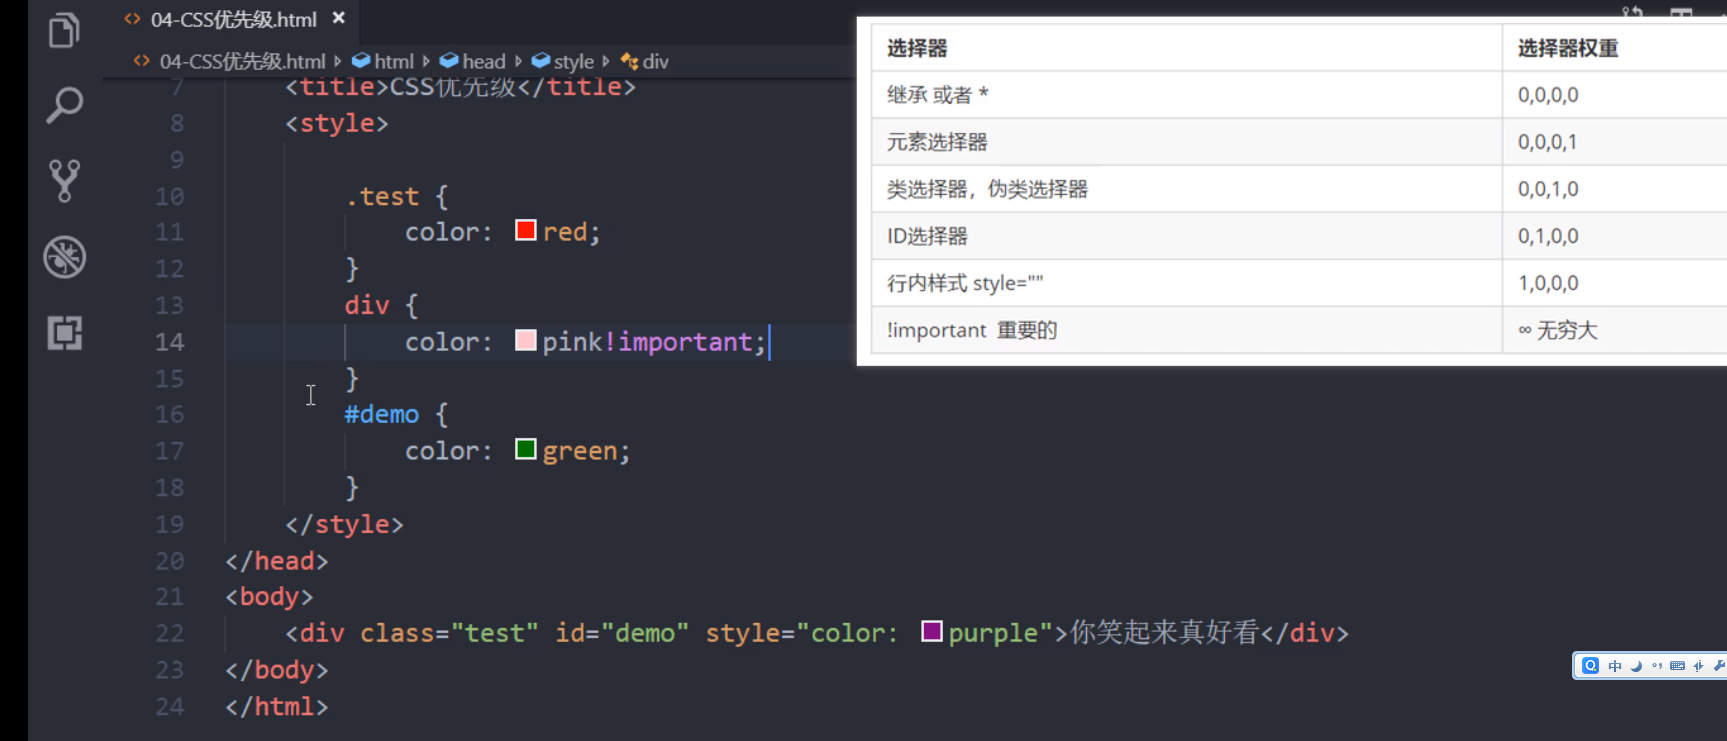 04-CSS优先级.html ×
04-CSS优先级.html html head style div
7 <title>CSS优先级</title>
8 <style>
9
10 .test {
11 color: red;
12 }
13 div {
14 color: pink!important;
15 }
16 #demo {
17 color: green;
18 }
19 </style>
20 </head>
21 <body>
22 <div class="test" id="demo" style="color: purple">你笑起来真好看</div>
23 </body>
24 </html>
选择器 选择器权重
继承 或者 * 0,0,0,0
元素选择器 0,0,0,1
类选择器，伪类选择器 0,0,1,0
ID选择器 0,1,0,0
行内样式 style="" 1,0,0,0
!important 重要的 ∞ 无穷大
中